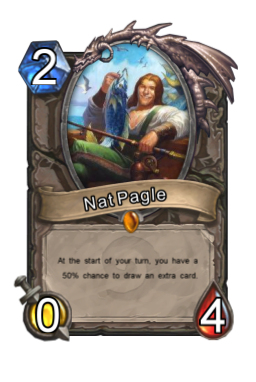 2
Nat Pagle
At the start of your turn, you have a
50% chance to draw an extra card.
0
4